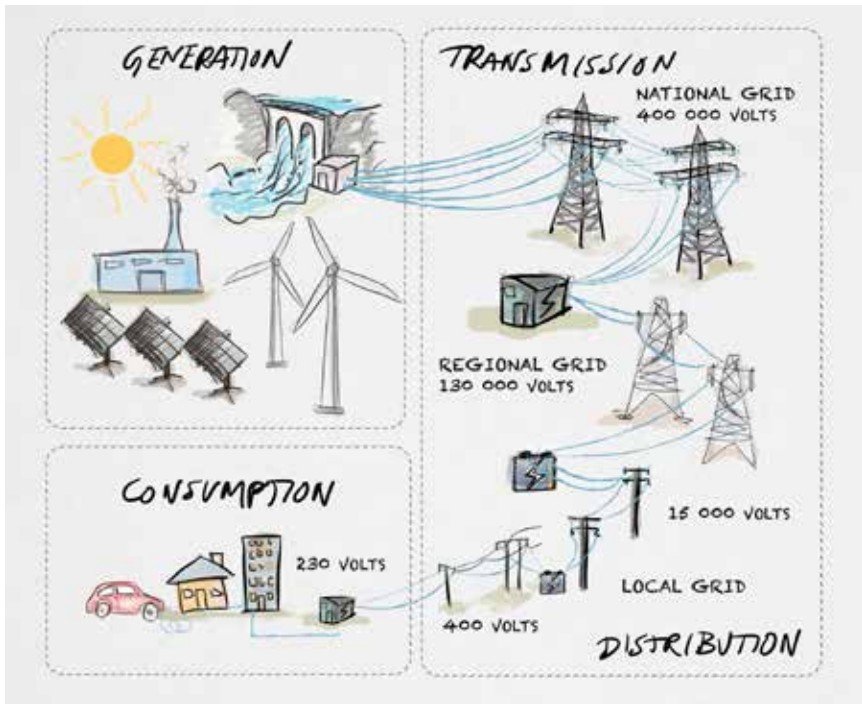 GENERATION
TRANSMISSION
NATIONAL GRID
400 000 VOLTS
REGIONAL GRID
130 000 VOLTS
15 000 VOLTS
LOCAL GRID
400 VOLTS
DISTRIBUTION
CONSUMPTION
230 VOLTS